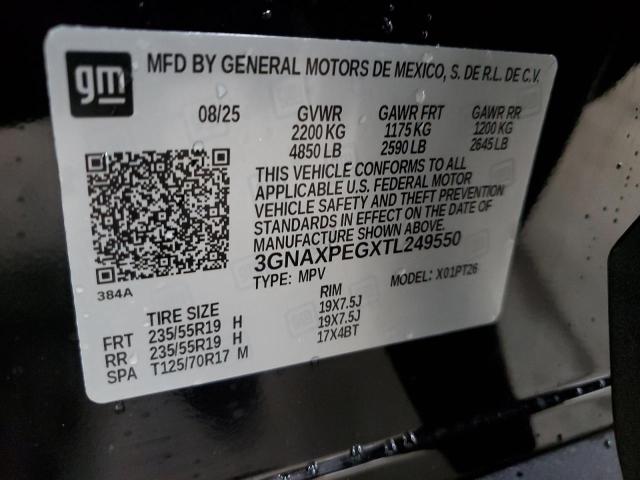 gm
MFD BY GENERAL MOTORS DE MEXICO, S. DE R.L. DE C.V.
08/25 GVWR GAWR FRT GAWR RR
2200 KG 1175 KG 1200 KG
4850 LB 2590 LB 2645 LB
THIS VEHICLE CONFORMS TO ALL
APPLICABLE U.S. FEDERAL MOTOR
VEHICLE SAFETY AND THEFT PREVENTION
STANDARDS IN EFFECT ON THE DATE OF
MANUFACTURE SHOWN ABOVE.
3GNAXPEGXTL249550
TYPE: MPV MODEL: X01PT26
384A
TIRE SIZE RIM
FRT 235/55R19 H 19X7.5J
RR 235/55R19 H 19X7.5J
SPA T125/70R17 M 17X4BT